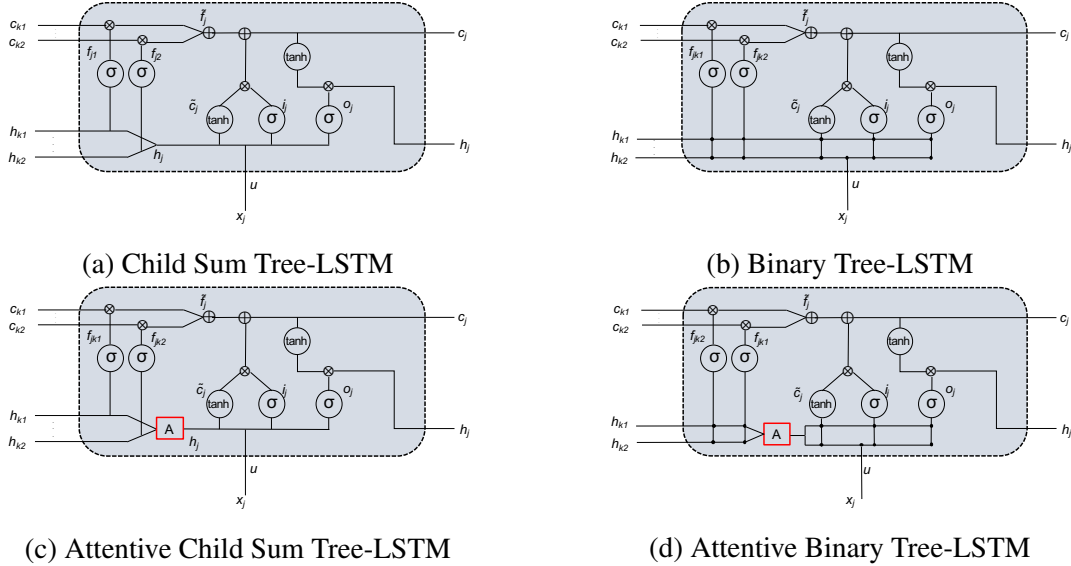 c_k1 f̃_j c_j
c_k2
f_j1 f_j2 tanh
σ σ c̃_j i_j o_j
tanh σ σ
h_k1
h_k2 h_j h_j
u
x_j
(a) Child Sum Tree-LSTM
c_k1 f̃_j c_j
c_k2
f_jk1 f_jk2 tanh
σ σ c̃_j i_j o_j
tanh σ σ
h_k1 h_j
h_k2
u
x_j
(b) Binary Tree-LSTM
c_k1 f̃_j c_j
c_k2
f_jk1 f_jk2 tanh
σ σ c̃_j i_j o_j
tanh σ σ
h_k1
A h_j
h_k2 h_j
u
x_j
(c) Attentive Child Sum Tree-LSTM
c_k1 f̃_j c_j
c_k2
f_jk2 f_jk1 tanh
σ σ c̃_j i_j o_j
tanh σ σ
h_k1 A h_j
h_k2
u
x_j
(d) Attentive Binary Tree-LSTM